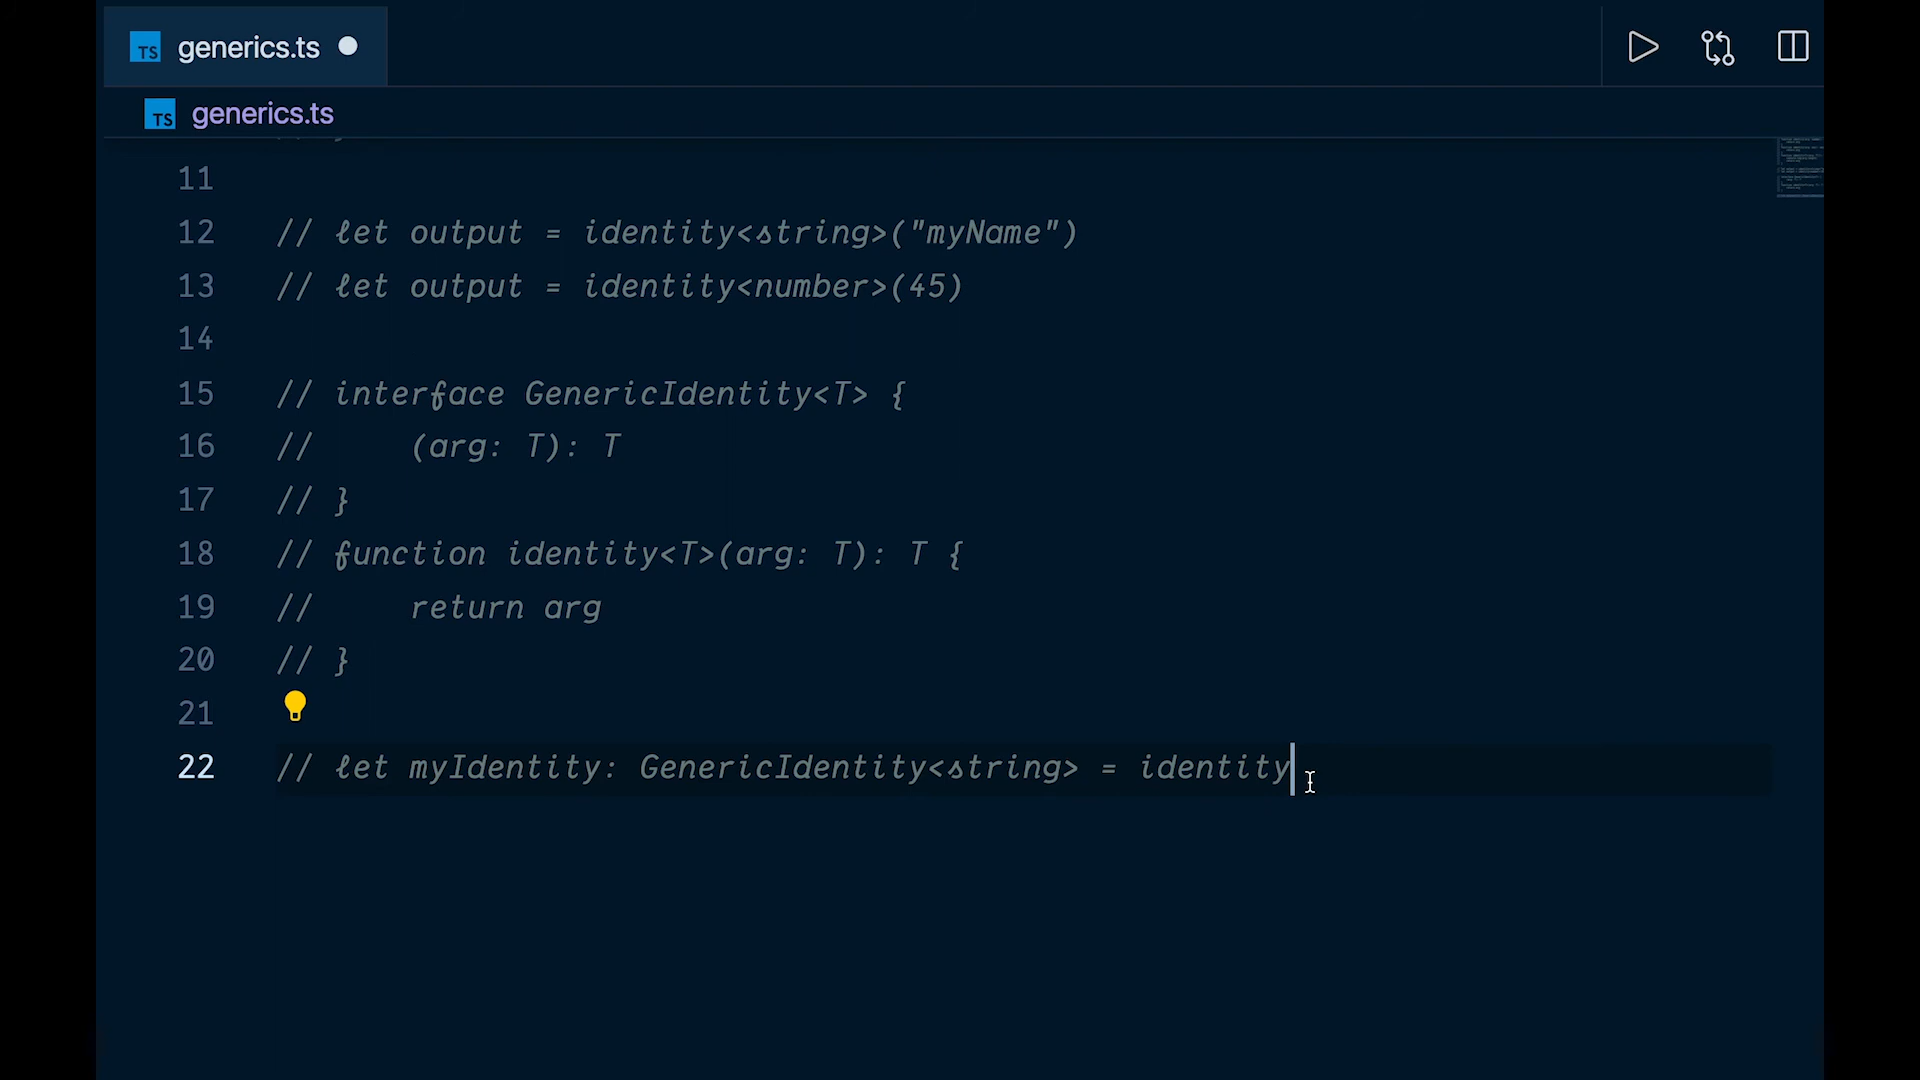 TS generics.ts
TS generics.ts
11
12 // let output = identity<string>("myName")
13 // let output = identity<number>(45)
14
15 // interface GenericIdentity<T> {
16 //     (arg: T): T
17 // }
18 // function identity<T>(arg: T): T {
19 //     return arg
20 // }
21
22 // let myIdentity: GenericIdentity<string> = identity